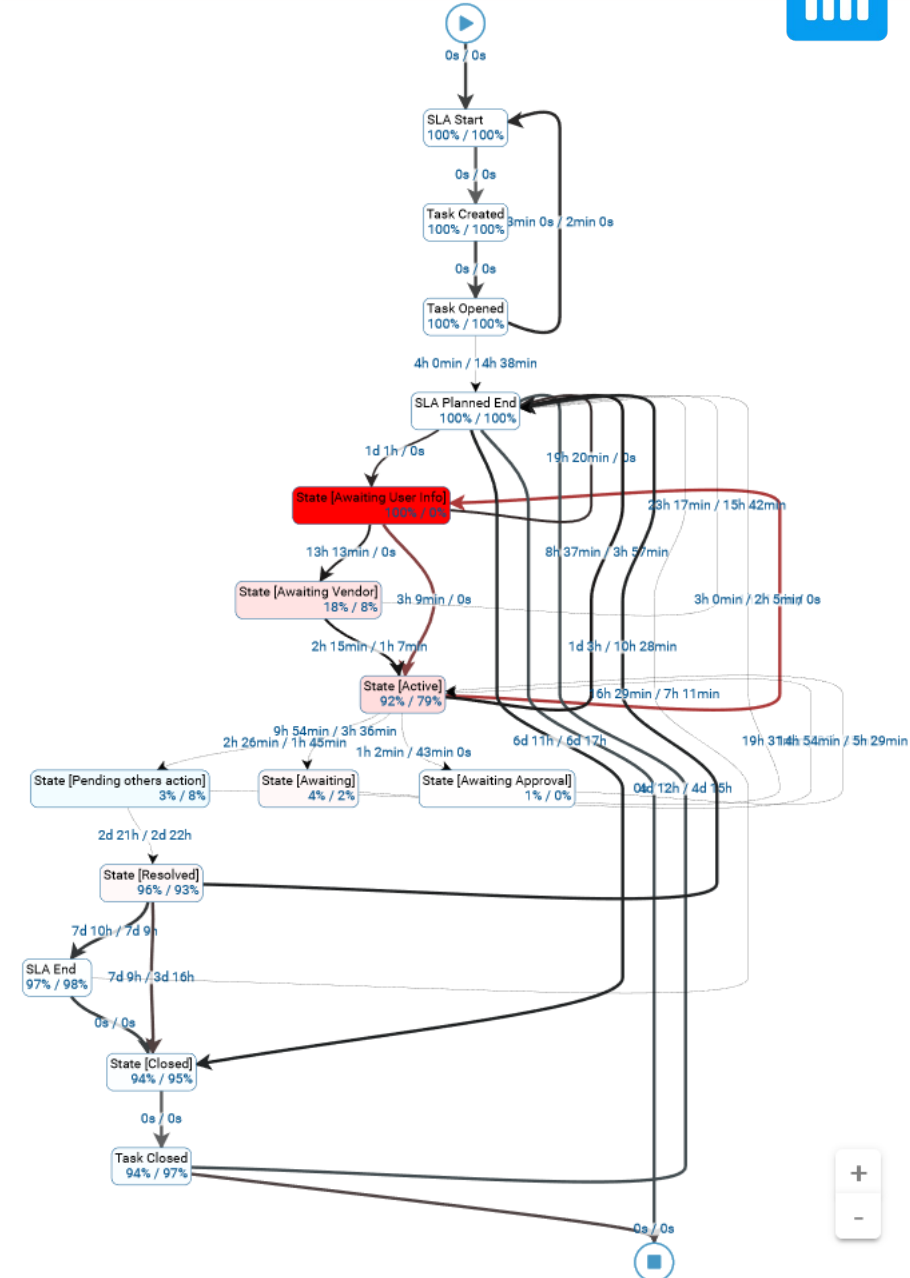 0s / 0s
SLA Start
100% / 100%
0s / 0s
Task Created
100% / 100%
3min 0s / 2min 0s
0s / 0s
Task Opened
100% / 100%
4h 0min / 14h 38min
SLA Planned End
100% / 100%
1d 1h / 0s
19h 20min / 0s
State [Awaiting User Info]
100% / 0%
23h 17min / 15h 42min
13h 13min / 0s
8h 37min / 3h 57min
State [Awaiting Vendor]
18% / 8%
3h 9min / 0s
3h 0min / 2h 5min
/ 0s
2h 15min / 1h 7min
1d 3h / 10h 28min
State [Active]
92% / 79%
6h 29min / 7h 11min
9h 54min / 3h 36min
2h 26min / 1h 45min
1h 2min / 43min 0s
6d 11h / 6d 17h
19h 31
14h 54min / 5h 29min
State [Pending others action]
3% / 8%
State [Awaiting]
4% / 2%
State [Awaiting Approval]
1% / 0%
12h / 4d 15h
2d 21h / 2d 22h
State [Resolved]
96% / 93%
7d 10h / 7d 9h
SLA End
97% / 98%
7d 9h / 3d 16h
0s / 0s
State [Closed]
94% / 95%
0s / 0s
Task Closed
94% / 97%
+
-
0s / 0s